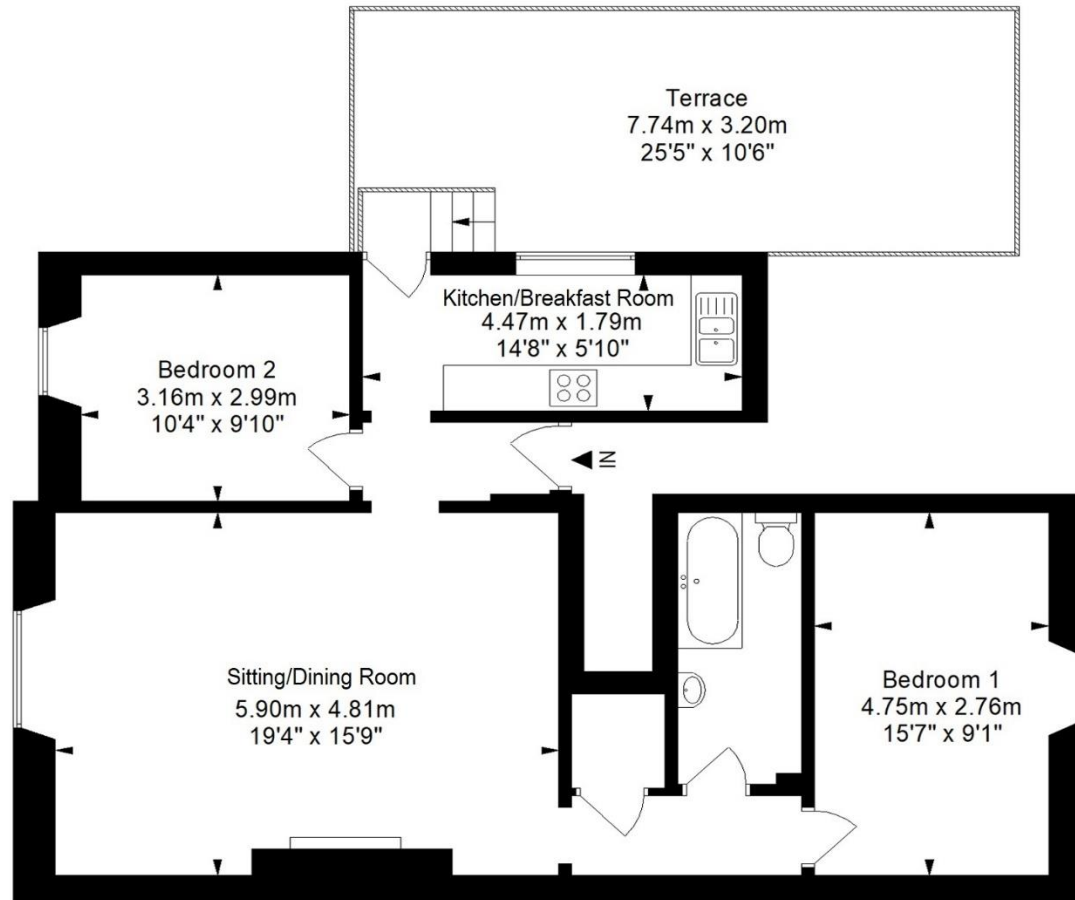 Terrace
7.74m x 3.20m
25'5" x 10'6"
Kitchen/Breakfast Room
4.47m x 1.79m
14'8" x 5'10"
Bedroom 2
3.16m x 2.99m
10'4" x 9'10"
IN
Sitting/Dining Room
5.90m x 4.81m
19'4" x 15'9"
Bedroom 1
4.75m x 2.76m
15'7" x 9'1"